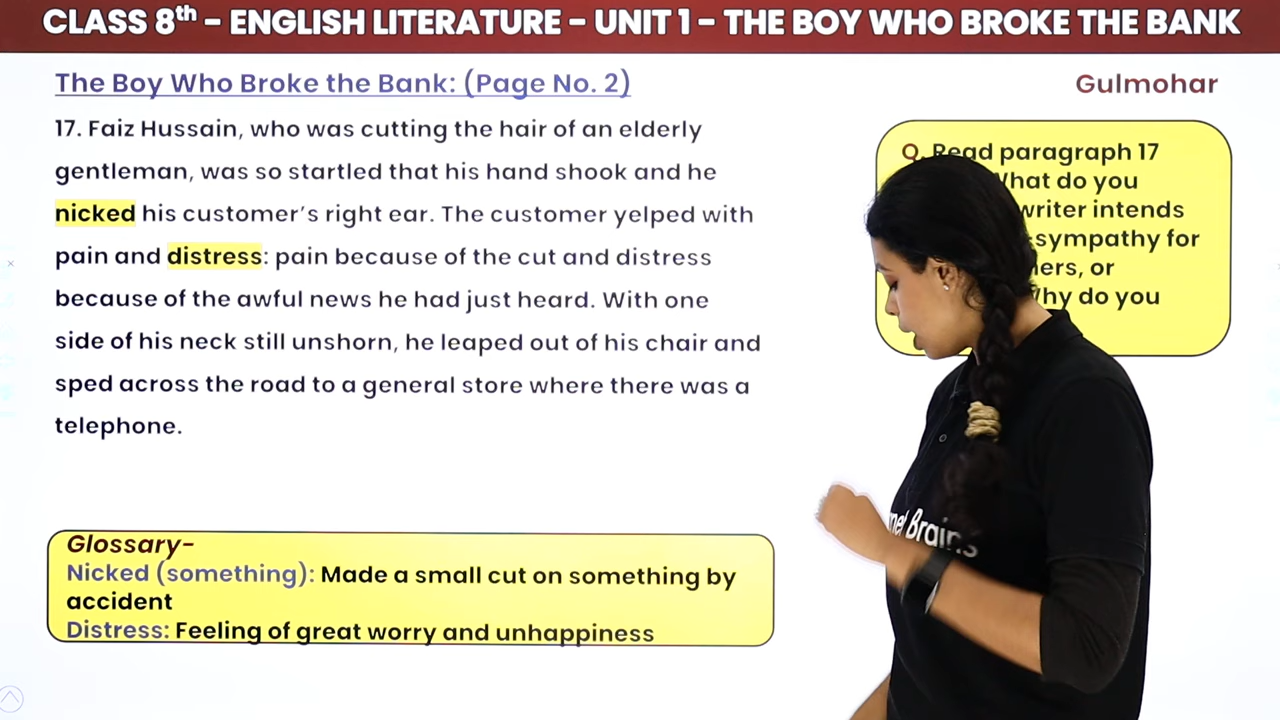 CLASS 8th - ENGLISH LITERATURE - UNIT 1 - THE BOY WHO BROKE THE BANK
The Boy Who Broke the Bank: (Page No. 2)
Gulmohar
17. Faiz Hussain, who was cutting the hair of an elderly
gentleman, was so startled that his hand shook and he
nicked his customer's right ear. The customer yelped with
pain and distress: pain because of the cut and distress
because of the awful news he had just heard. With one
side of his neck still unshorn, he leaped out of his chair and
sped across the road to a general store where there was a
telephone.
Q. Read paragraph 17
What do you
writer intends
sympathy for
or
Why do you
Glossary-
Nicked (something): Made a small cut on something by
accident
Distress: Feeling of great worry and unhappiness
Brains